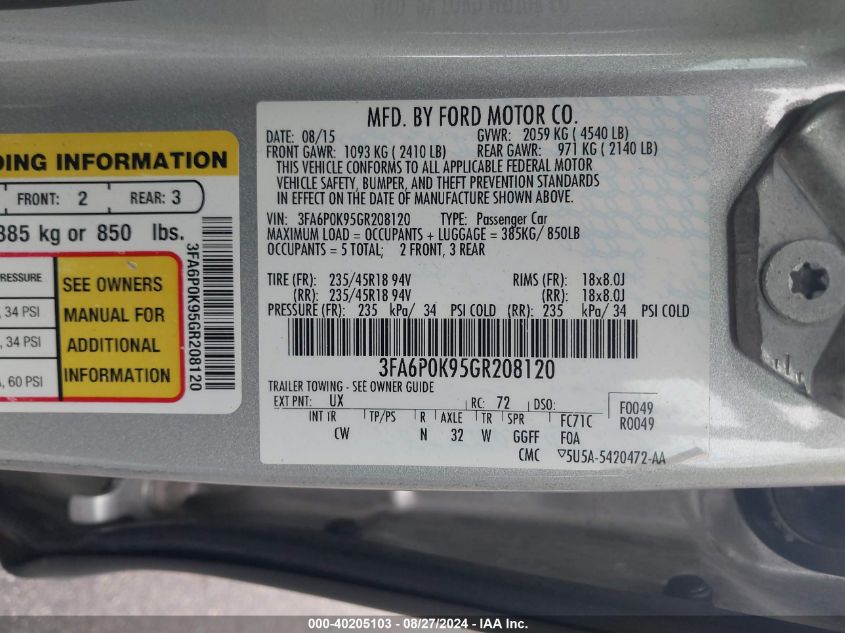 MFD. BY FORD MOTOR CO.
DATE: 08/15 GVWR: 2059 KG ( 4540 LB)
FRONT GAWR: 1093 KG ( 2410 LB) REAR GAWR: 971 KG ( 2140 LB)
THIS VEHICLE CONFORMS TO ALL APPLICABLE FEDERAL MOTOR
VEHICLE SAFETY, BUMPER, AND THEFT PREVENTION STANDARDS
IN EFFECT ON THE DATE OF MANUFACTURE SHOWN ABOVE.
VIN: 3FA6P0K95GR208120 TYPE: Passenger Car
MAXIMUM LOAD = OCCUPANTS + LUGGAGE = 385KG/ 850LB
OCCUPANTS = 5 TOTAL; 2 FRONT, 3 REAR
TIRE (FR): 235/45R18 94V RIMS (FR): 18x8.0J
(RR): 235/45R18 94V (RR): 18x8.0J
PRESSURE (FR): 235 kPa/ 34 PSI COLD (RR): 235 kPa/ 34 PSI COLD
3FA6P0K95GR208120
TRAILER TOWING - SEE OWNER GUIDE
EXT PNT: UX RC: 72 DSO: F0049
INT IR TP/PS R AXLE TR SPR FC71C R0049
CW N 32 W GGFF F0A
CMC 5U5A-5420472-AA
DING INFORMATION
FRONT: 2 REAR: 3
385 kg or 850 lbs.
3FA6P0K95GR208120
PRESSURE
, 34 PSI
, 34 PSI
, 60 PSI
SEE OWNERS
MANUAL FOR
ADDITIONAL
INFORMATION
000-40205103 - 08/27/2024 - IAA Inc.